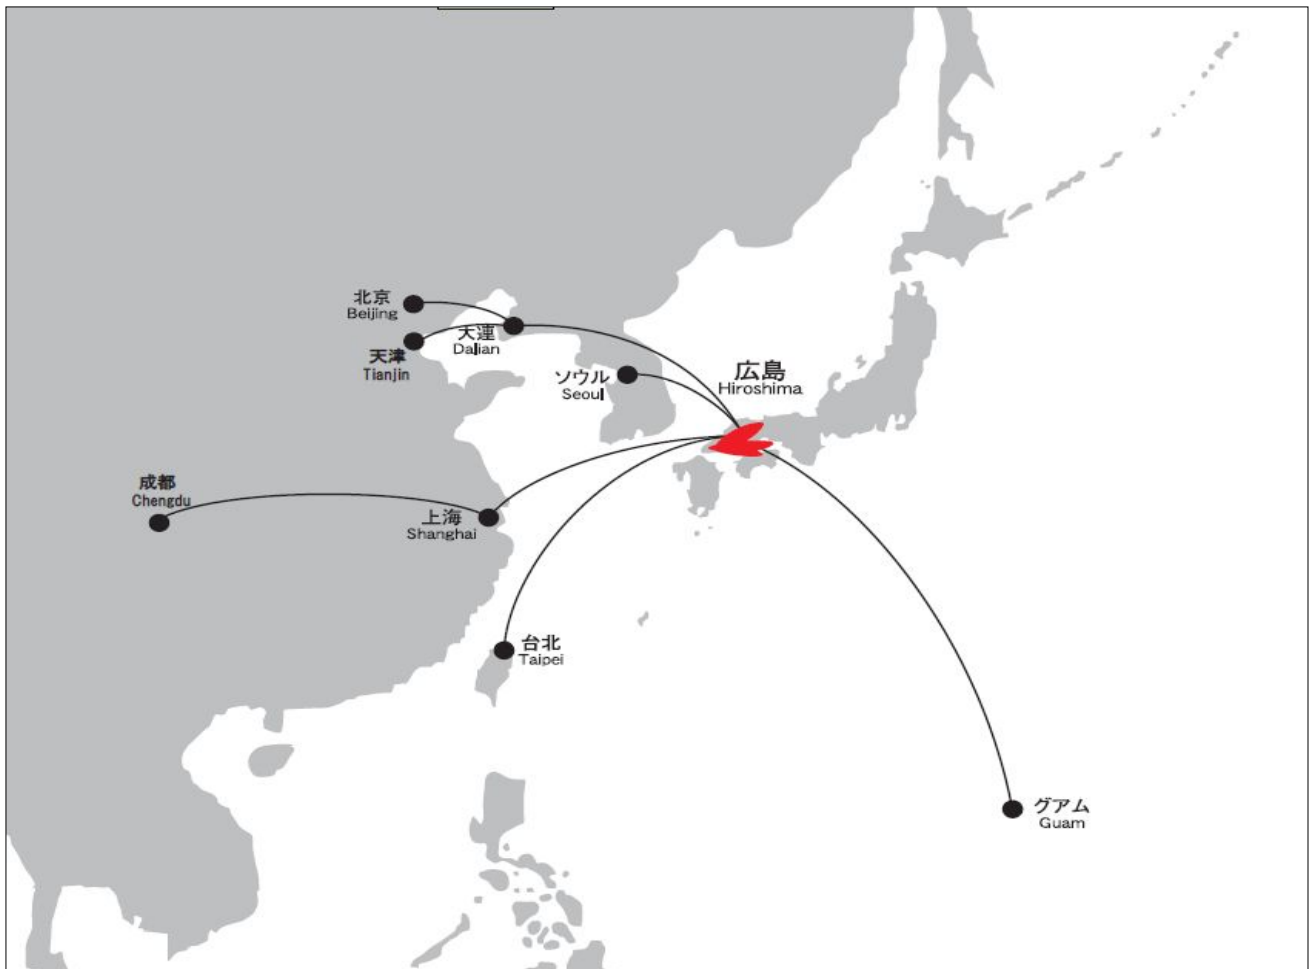 北京
Beijing
大連
Dalian
天津
Tianjin
ソウル
Seoul
広島
Hiroshima
成都
Chengdu
上海
Shanghai
台北
Taipei
グアム
Guam